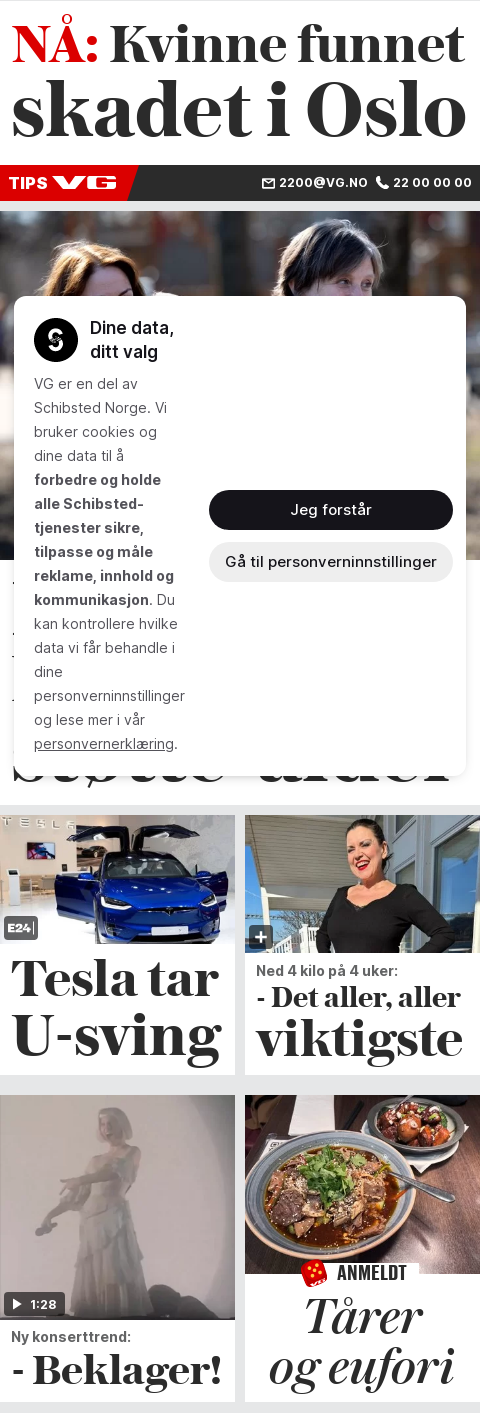 NÅ: Kvinne funnet
skadet i Oslo
TIPS VG
2200@VG.NO 22 00 00 00
Dine data,
ditt valg
VG er en del av
Schibsted Norge. Vi
bruker cookies og
dine data til å
forbedre og holde
alle Schibsted-
tjenester sikre,
tilpasse og måle
reklame, innhold og
kommunikasjon. Du
kan kontrollere hvilke
data vi får behandle i
dine
personverninnstillinger
og lese mer i vår
personvernerklæring.
Jeg forstår
Gå til personverninnstillinger
TESLA
E24
Tesla tar
U-sving
Ned 4 kilo på 4 uker:
- Det aller, aller
viktigste
1:28
Ny konserttrend:
- Beklager!
VG
ANMELDT
Tårer
og eufori